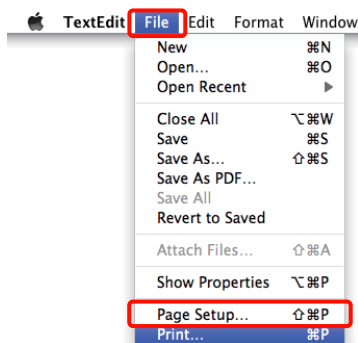 TextEdit File Edit Format Window
New ⌘N
Open... ⌘O
Open Recent ▶
Close All ⌥⌘W
Save ⌘S
Save As... ⇧⌘S
Save As PDF...
Save All
Revert to Saved
Attach Files... ⇧⌘A
Show Properties ⌥⌘P
Page Setup... ⇧⌘P
Print... ⌘P